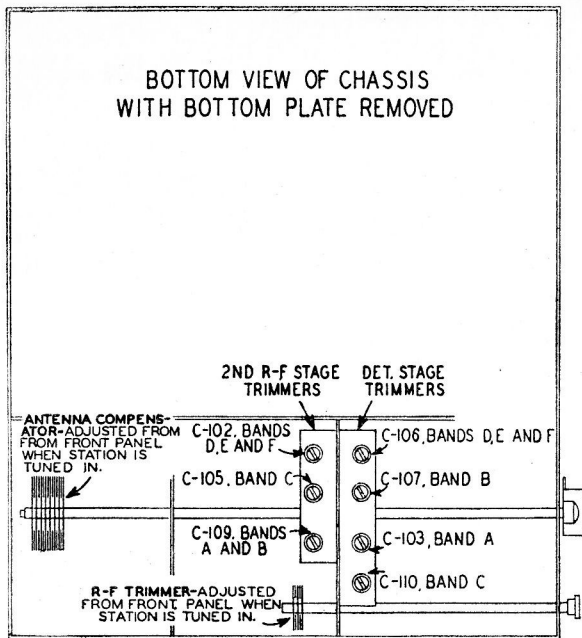 BOTTOM VIEW OF CHASSIS
WITH BOTTOM PLATE REMOVED
2ND R-F STAGE
TRIMMERS
DET. STAGE
TRIMMERS
ANTENNA COMPENS-
ATOR-ADJUSTED FROM
FROM FRONT PANEL
WHEN STATION IS
TUNED IN.
C-102, BANDS
D,E AND F
C-105, BAND C
C-109, BANDS
A AND B
C-106, BANDS D,E AND F
C-107, BAND B
C-103, BAND A
C-110, BAND C
R-F TRIMMER-ADJUSTED
FROM FRONT PANEL WHEN
STATION IS TUNED IN.